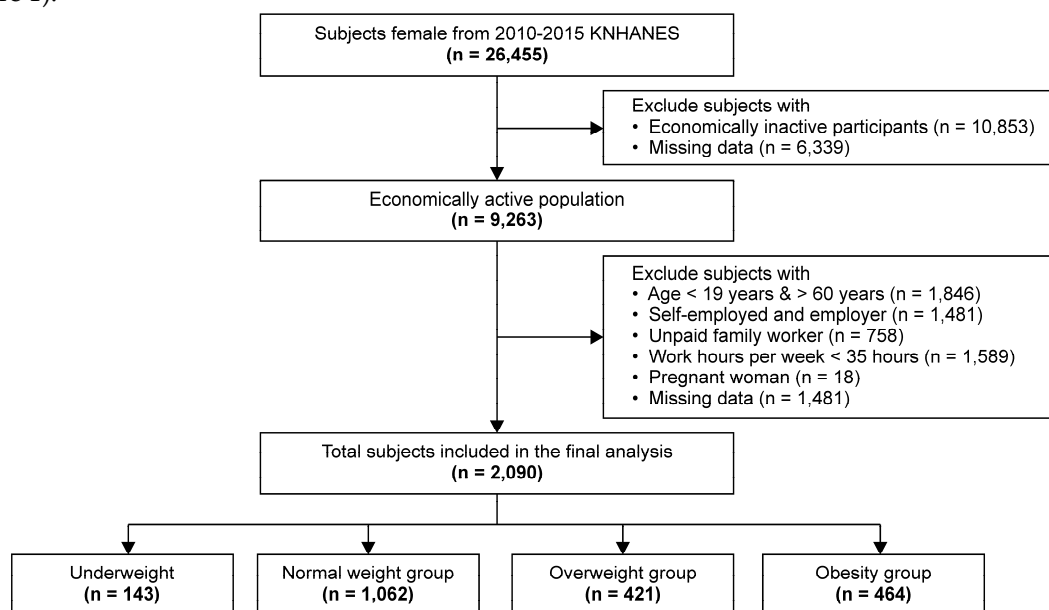 Subjects female from 2010-2015 KNHANES
(n = 26,455)
Exclude subjects with
• Economically inactive participants (n = 10,853)
• Missing data (n = 6,339)
Economically active population
(n = 9,263)
Exclude subjects with
• Age < 19 years & > 60 years (n = 1,846)
• Self-employed and employer (n = 1,481)
• Unpaid family worker (n = 758)
• Work hours per week < 35 hours (n = 1,589)
• Pregnant woman (n = 18)
• Missing data (n = 1,481)
Total subjects included in the final analysis
(n = 2,090)
Underweight
(n = 143)
Normal weight group
(n = 1,062)
Overweight group
(n = 421)
Obesity group
(n = 464)